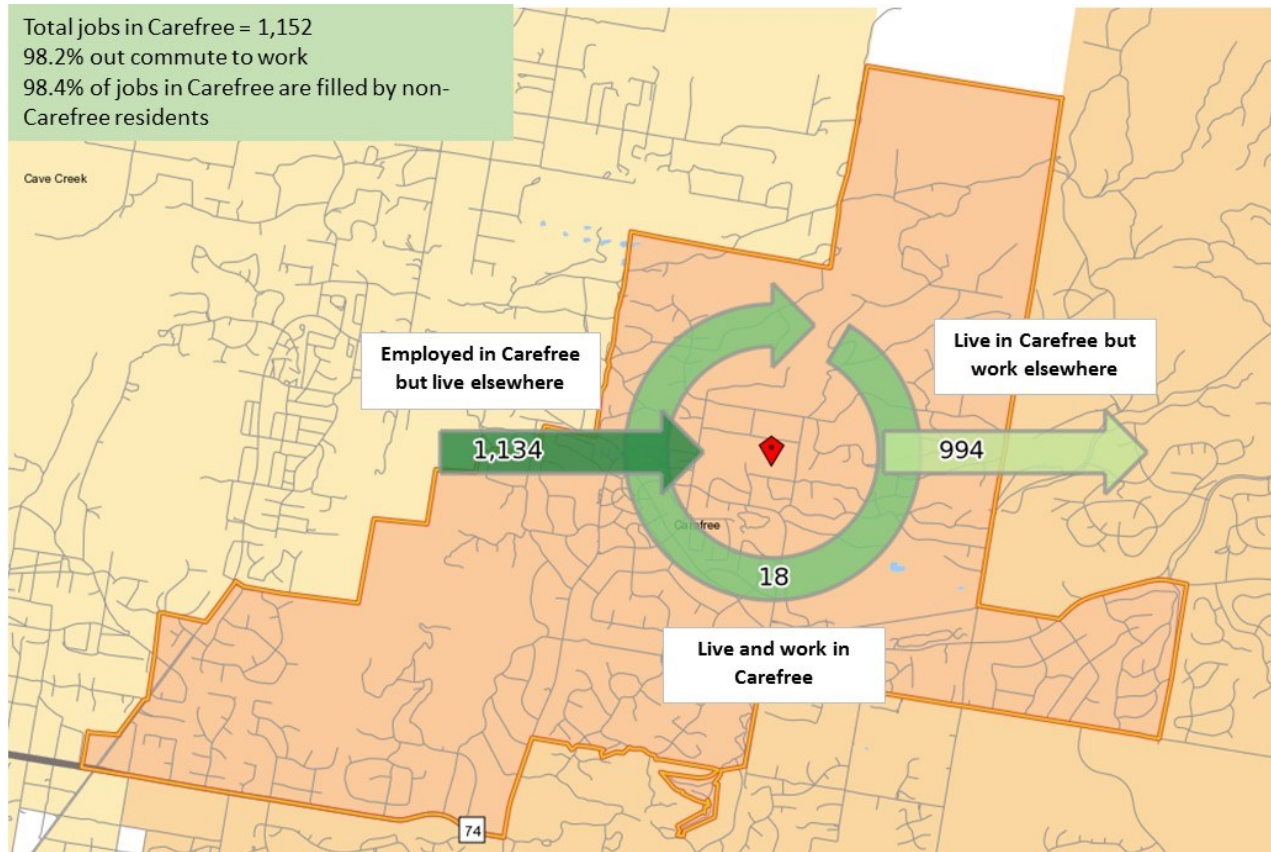 Total jobs in Carefree = 1,152
98.2% out commute to work
98.4% of jobs in Carefree are filled by non-
Carefree residents
Cave Creek
Employed in Carefree
but live elsewhere
Live in Carefree but
work elsewhere
1,134
994
Carefree
18
Live and work in
Carefree
74